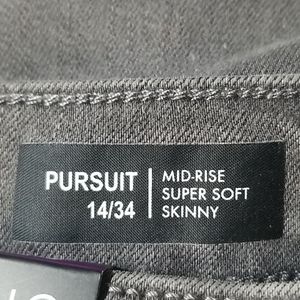 PURSUIT
14/34
MID-RISE
SUPER SOFT
SKINNY